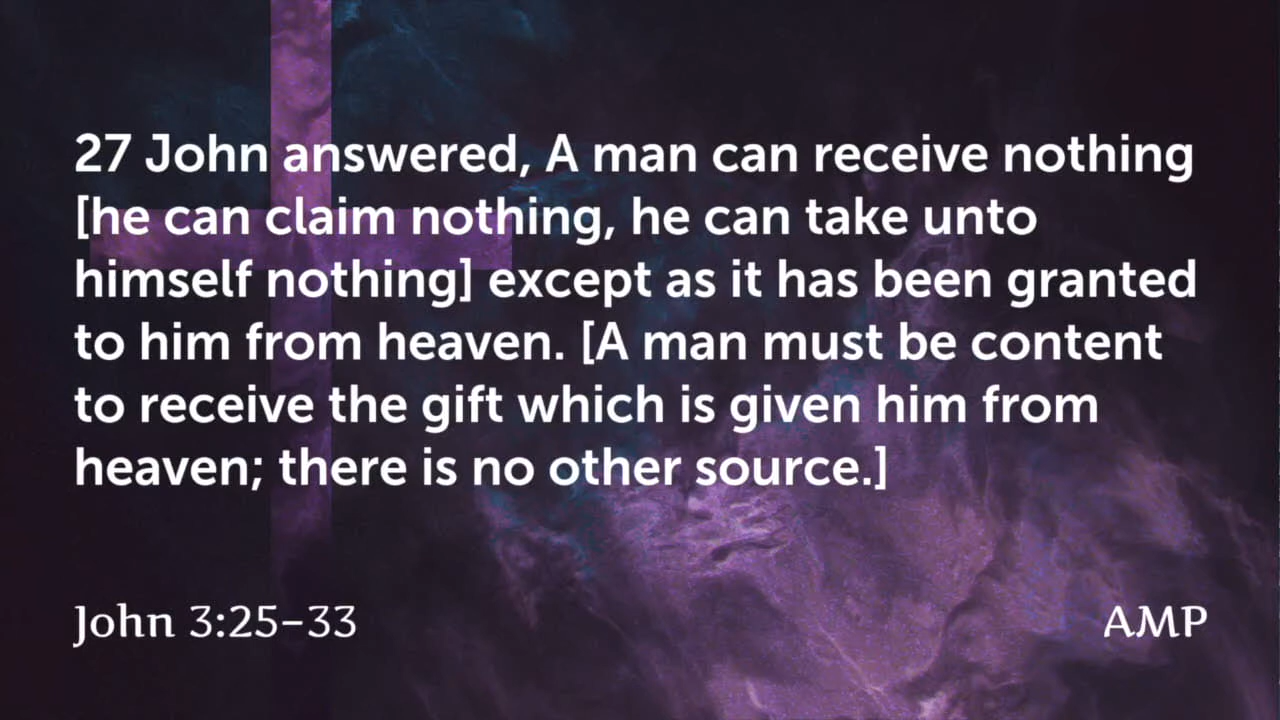 27 John answered, A man can receive nothing
[he can claim nothing, he can take unto
himself nothing] except as it has been granted
to him from heaven. [A man must be content
to receive the gift which is given him from
heaven; there is no other source.]
John 3:25–33
AMP